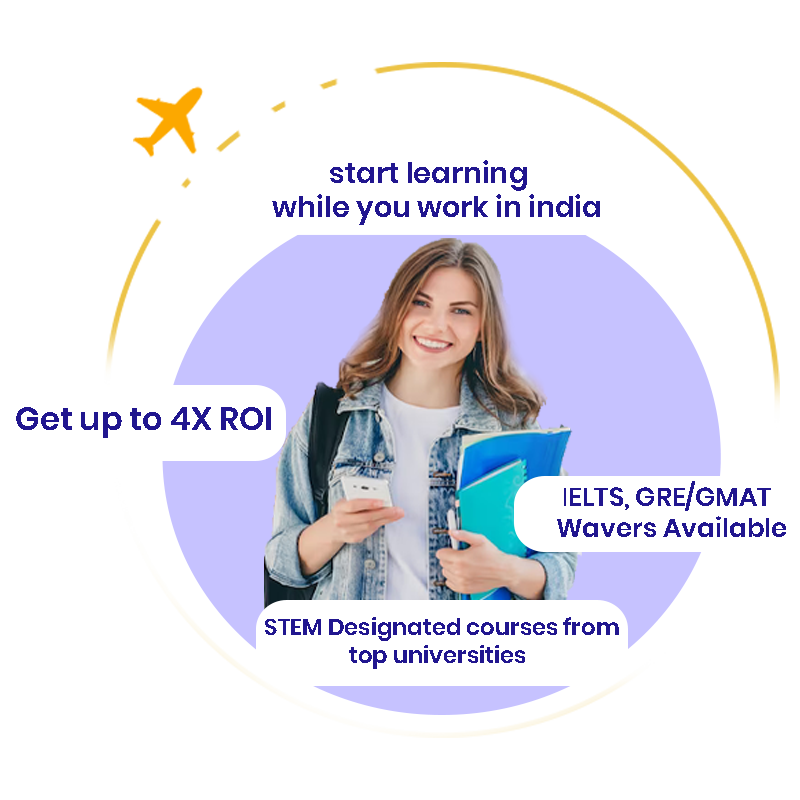 start learning
while you work in india
Get up to 4X ROI
IELTS, GRE/GMAT
Wavers Available
STEM Designated courses from
top universities